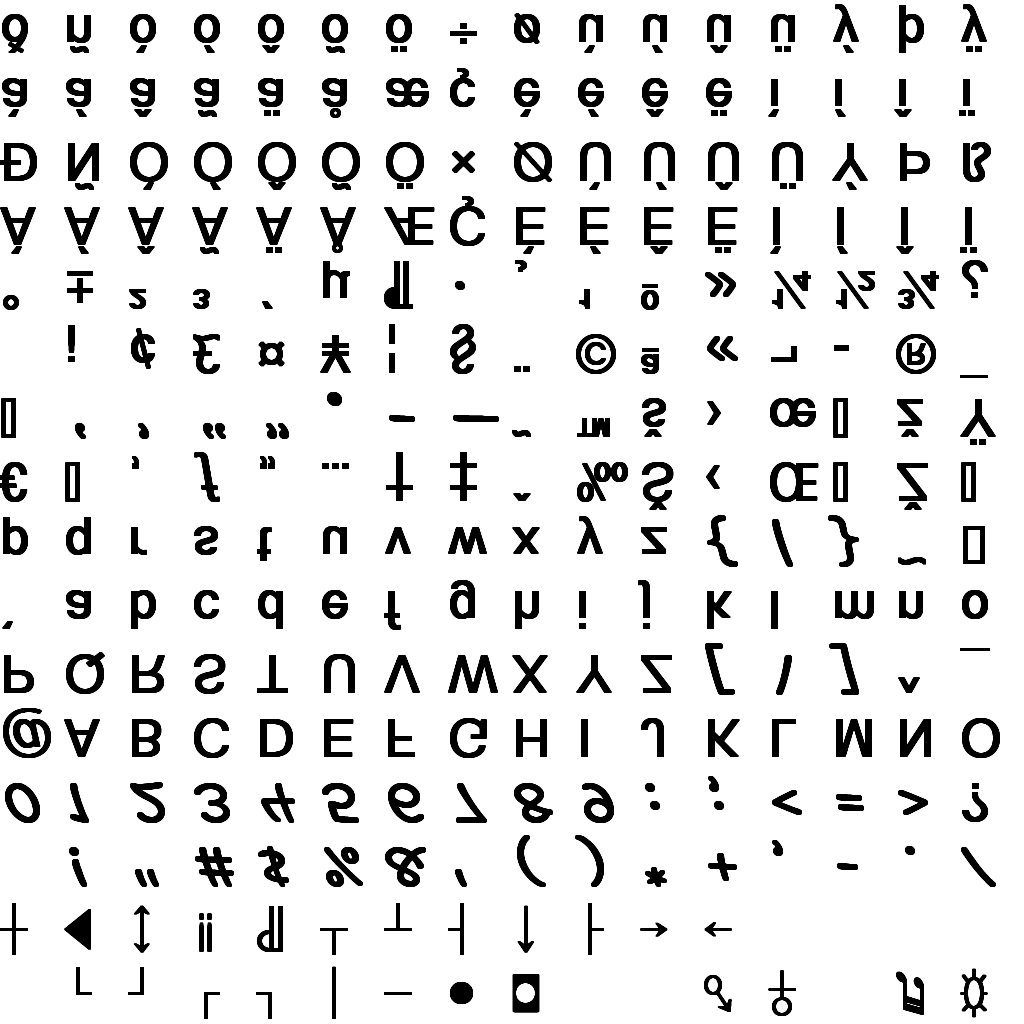 ð ñ ò ó ô õ ö ÷ ø ù ú û ü ý þ ÿ
à á â ã ä å æ ç è é ê ë ì í î ï
Ð Ñ Ò Ó Ô Õ Ö × Ø Ù Ú Û Ü Ý Þ ß
À Á Â Ã Ä Å Æ Ç È É Ê Ë Ì Í Î Ï
° ± ² ³ ´ µ ¶ · ¸ ¹ º » ¼ ½ ¾ ¿
¡ ¢ £ ¤ ¥ ¦ § ¨ © ª « ¬ - ® ¯
▯ ‘ ’ “ ” • – — ˜ ™ š › œ ▯ ž Ÿ
€ ▯ ‚ ƒ „ … † ‡ ˆ ‰ Š ‹ Œ ▯ Ž ▯
p q r s t u v w x y z { \ } ~ ▯
` a b c d e f g h i j k l m n o
P Q R S T U V W X Y Z [ \ ] ^ _
@ A B C D E F G H I J K L M N O
0 1 2 3 4 5 6 7 8 9 : ; < = > ?
! " # $ % & ' ( ) * + , - . /
┼ ◄ ↕ ‼ ¶ ┴ ┬ ┤ ↑ ├ → ←
┌ ┐ └ ┘ │ ─ • ◘ ♂ ♀ ♫ ☼